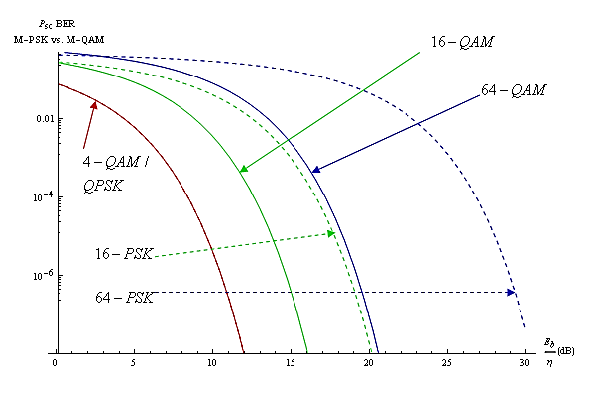 P_sc BER
M-PSK vs. M-QAM
16-QAM
64-QAM
0.01
4-QAM /
QPSK
10^-4
16-PSK
10^-6
64-PSK
0 5 10 15 20 25 30
E_b/η (dB)